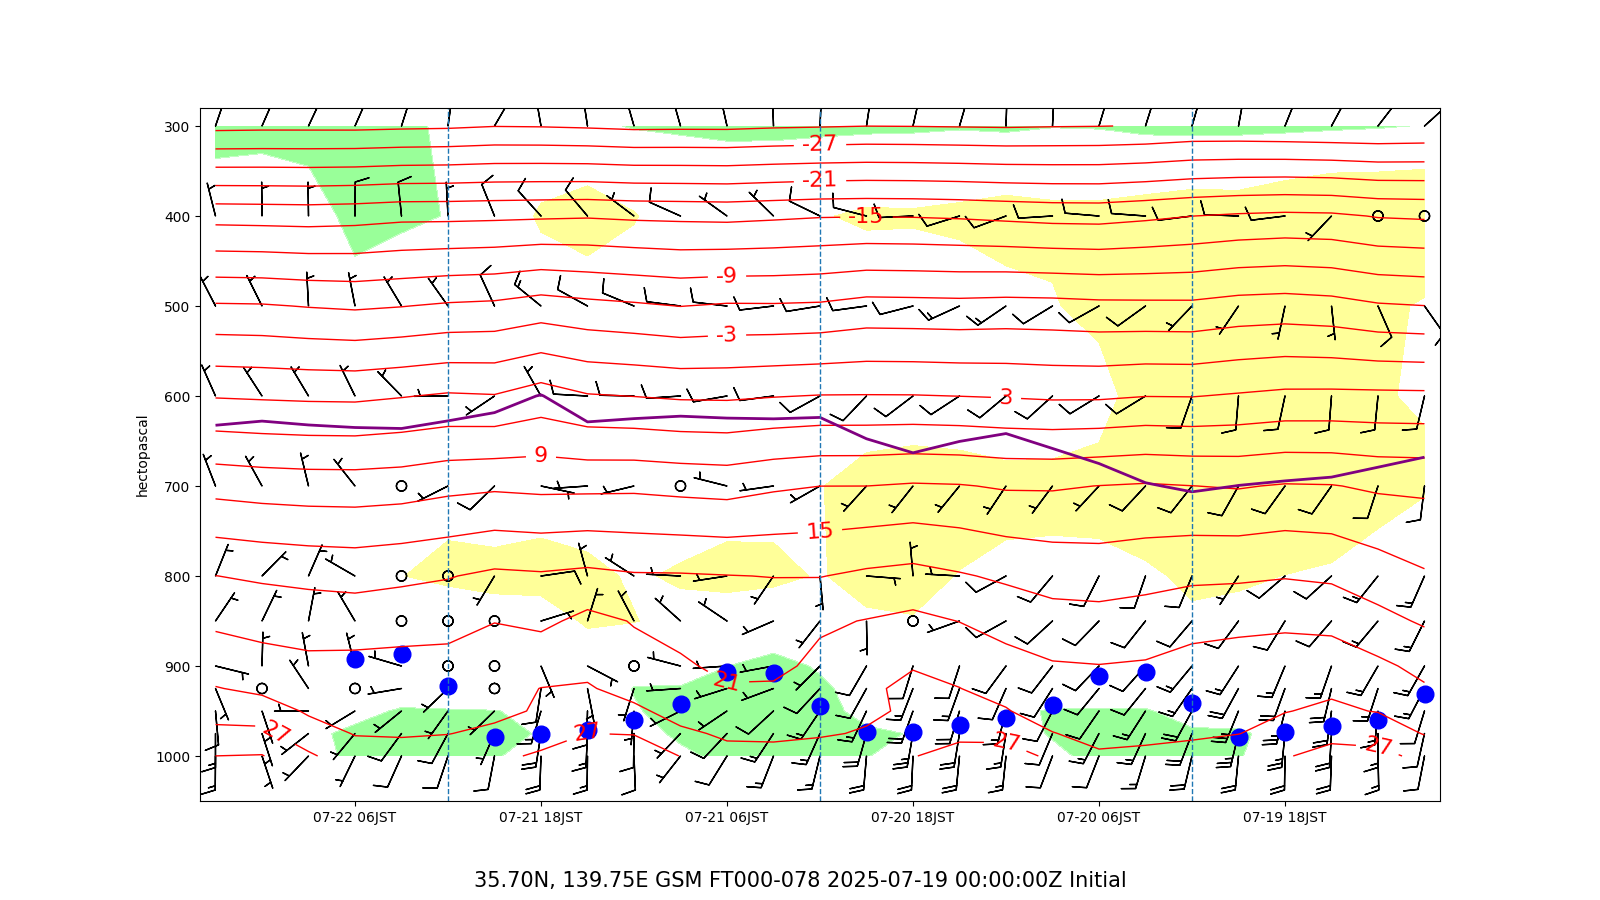 300
-27
-21
400
-15
-9
500
-3
600
3
hectopascal
9
700
15
800
900
21
27
27
27
27
1000
07-22 06JST
07-21 18JST
07-21 06JST
07-20 18JST
07-20 06JST
07-19 18JST
35.70N, 139.75E GSM FT000-078 2025-07-19 00:00:00Z Initial